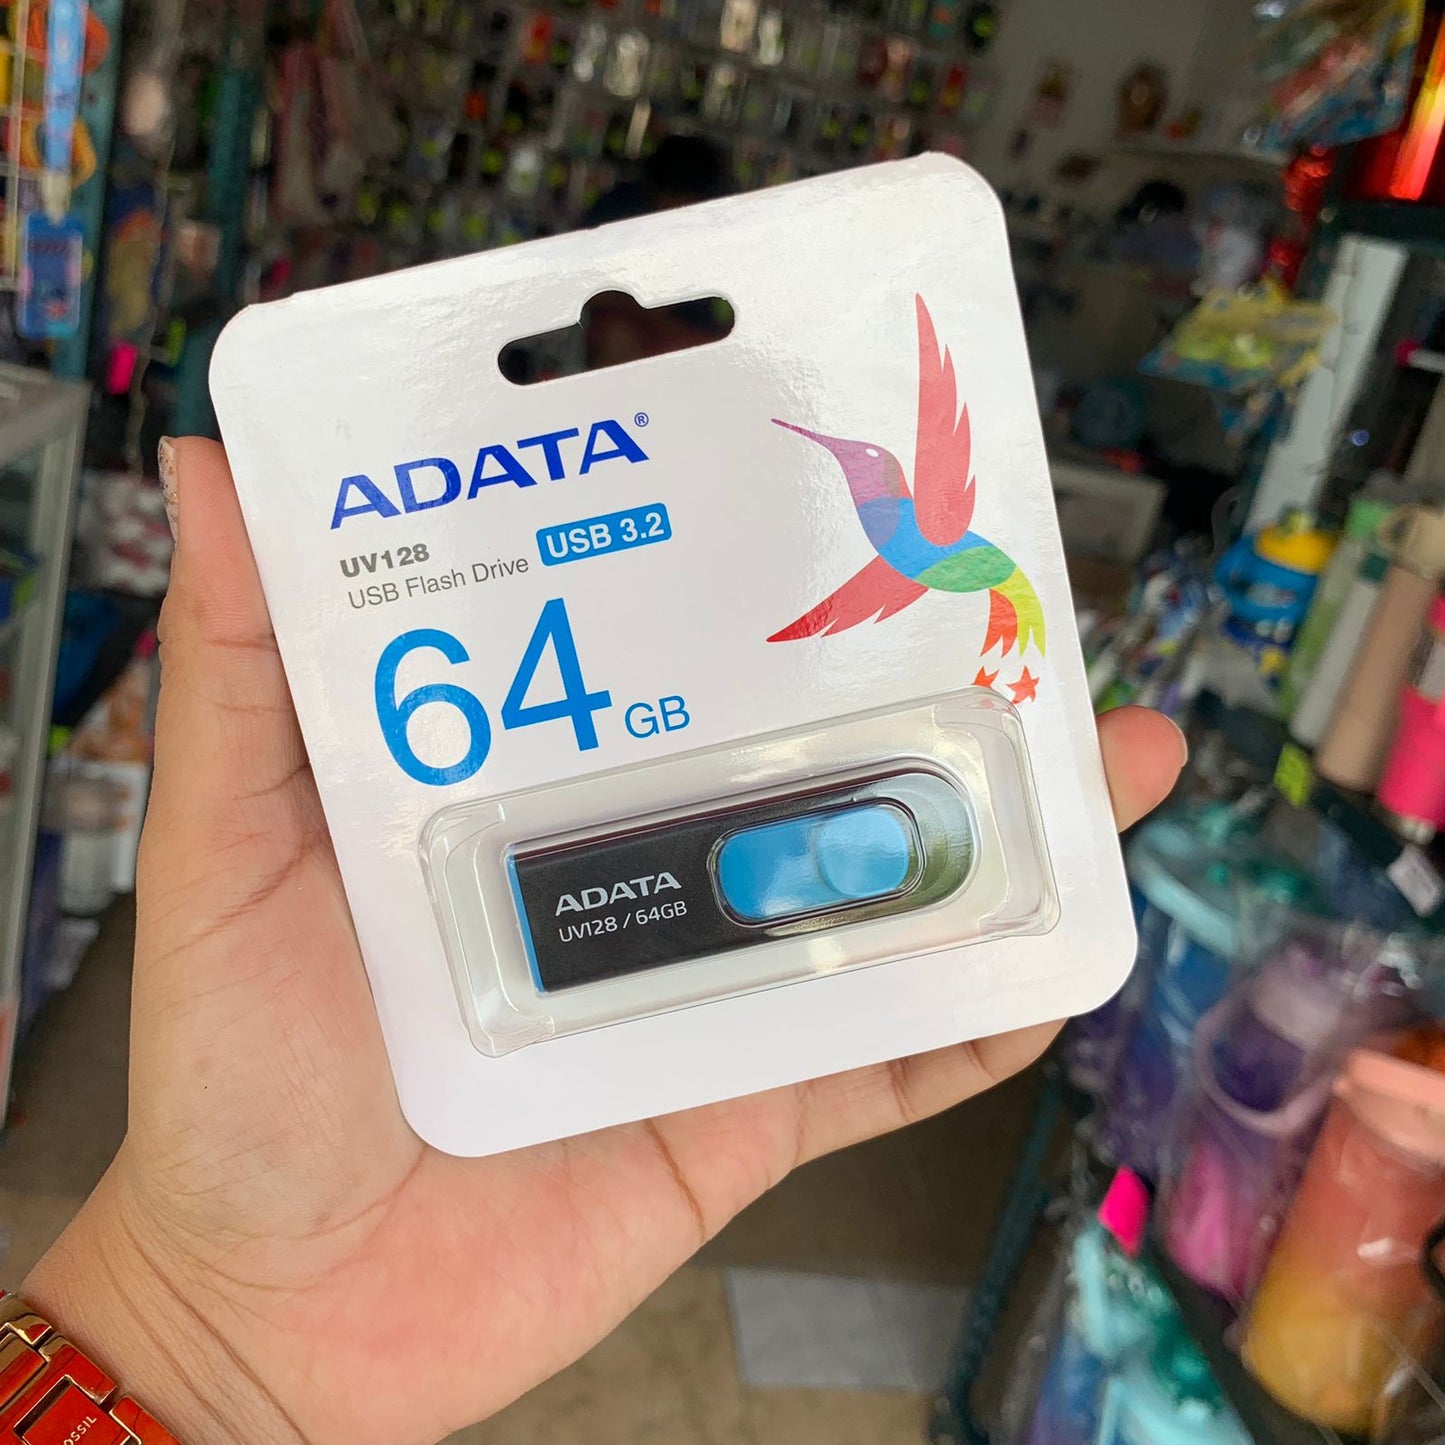 ADATA®
UV128
USB Flash Drive
USB 3.2
64 GB
ADATA
UV128 / 64GB